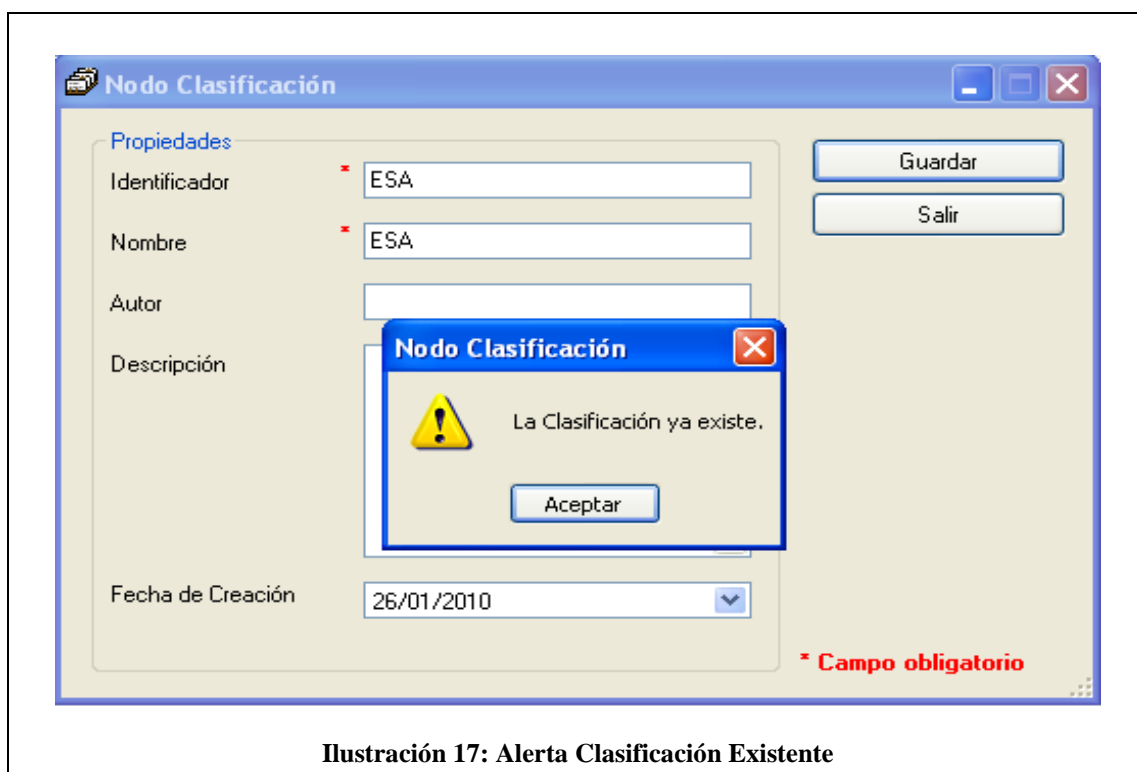 Nodo Clasificación
Propiedades
Identificador * ESA
Guardar
Salir
Nombre * ESA
Autor
Descripción
Nodo Clasificación
La Clasificación ya existe.
Aceptar
Fecha de Creación 26/01/2010
* Campo obligatorio
Ilustración 17: Alerta Clasificación Existente